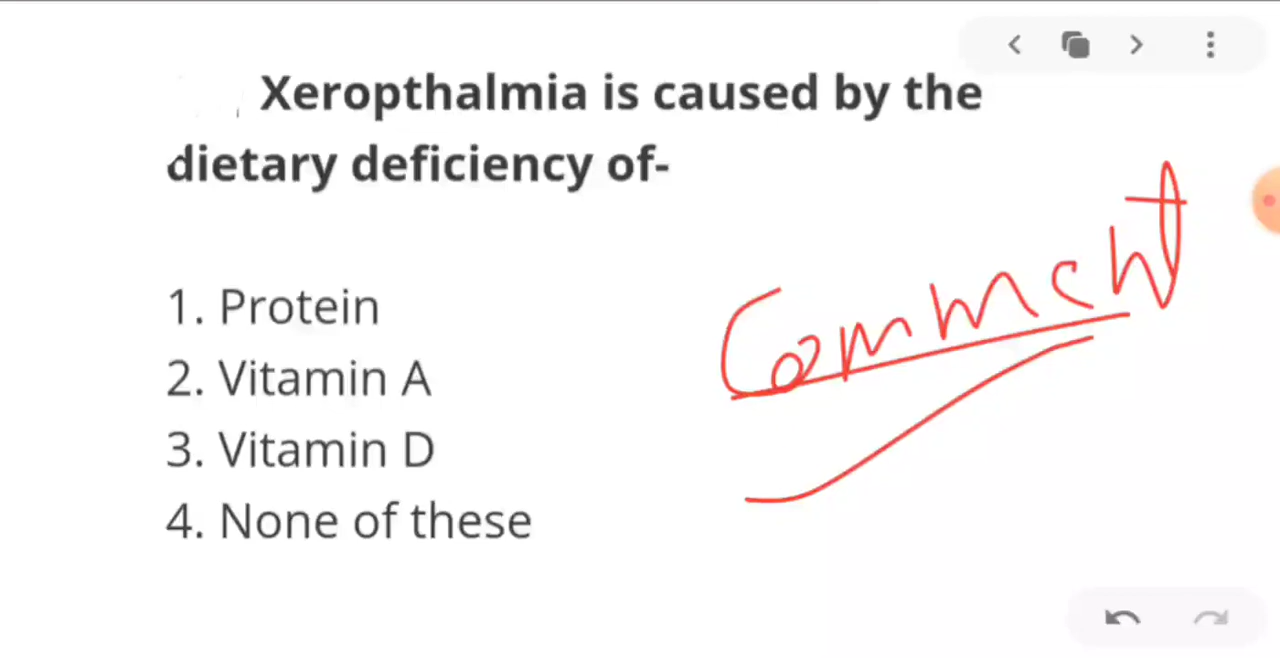 Xeropthalmia is caused by the
dietary deficiency of-
1. Protein
2. Vitamin A
3. Vitamin D
4. None of these
Comment